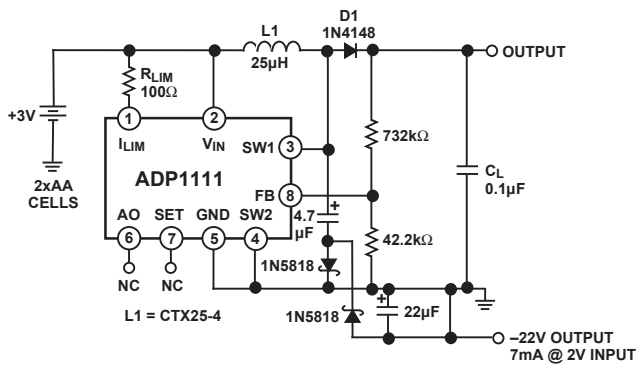 D1
1N4148
L1
25µH
OUTPUT
RLIM
100Ω
+3V
1
2
ILIM
VIN
SW1
3
732kΩ
ADP1111
2xAA
CELLS
FB
8
CL
0.1µF
AO
SET
GND
SW2
4.7
µF
+
6
7
5
4
42.2kΩ
NC
NC
1N5818
+
L1 = CTX25-4
1N5818
22µF
–22V OUTPUT
7mA @ 2V INPUT